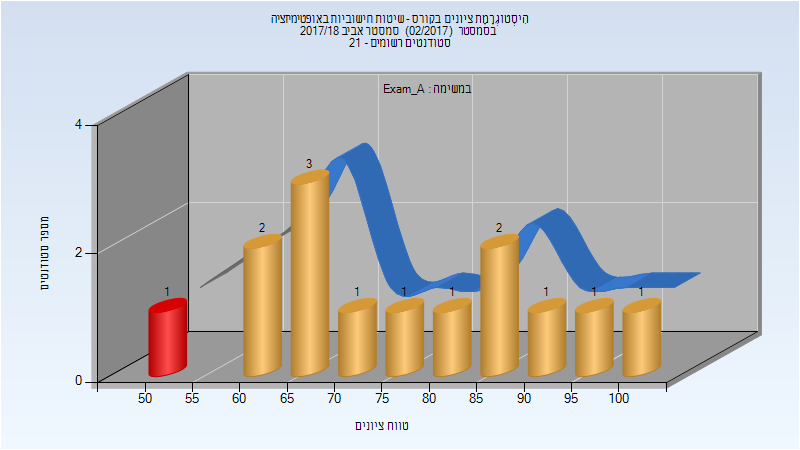 היסטוגרמת ציונים בקורס - שיטות חישוביות באופטימיזציה
בסמסטר (02/2017) סמסטר אביב 2017/18
סטודנטים רשומים - 21
במשימה : Exam_A
מספר סטודנטים
4
2
0
1
2
3
1
1
1
2
1
1
1
50 55 60 65 70 75 80 85 90 95 100
טווח ציונים